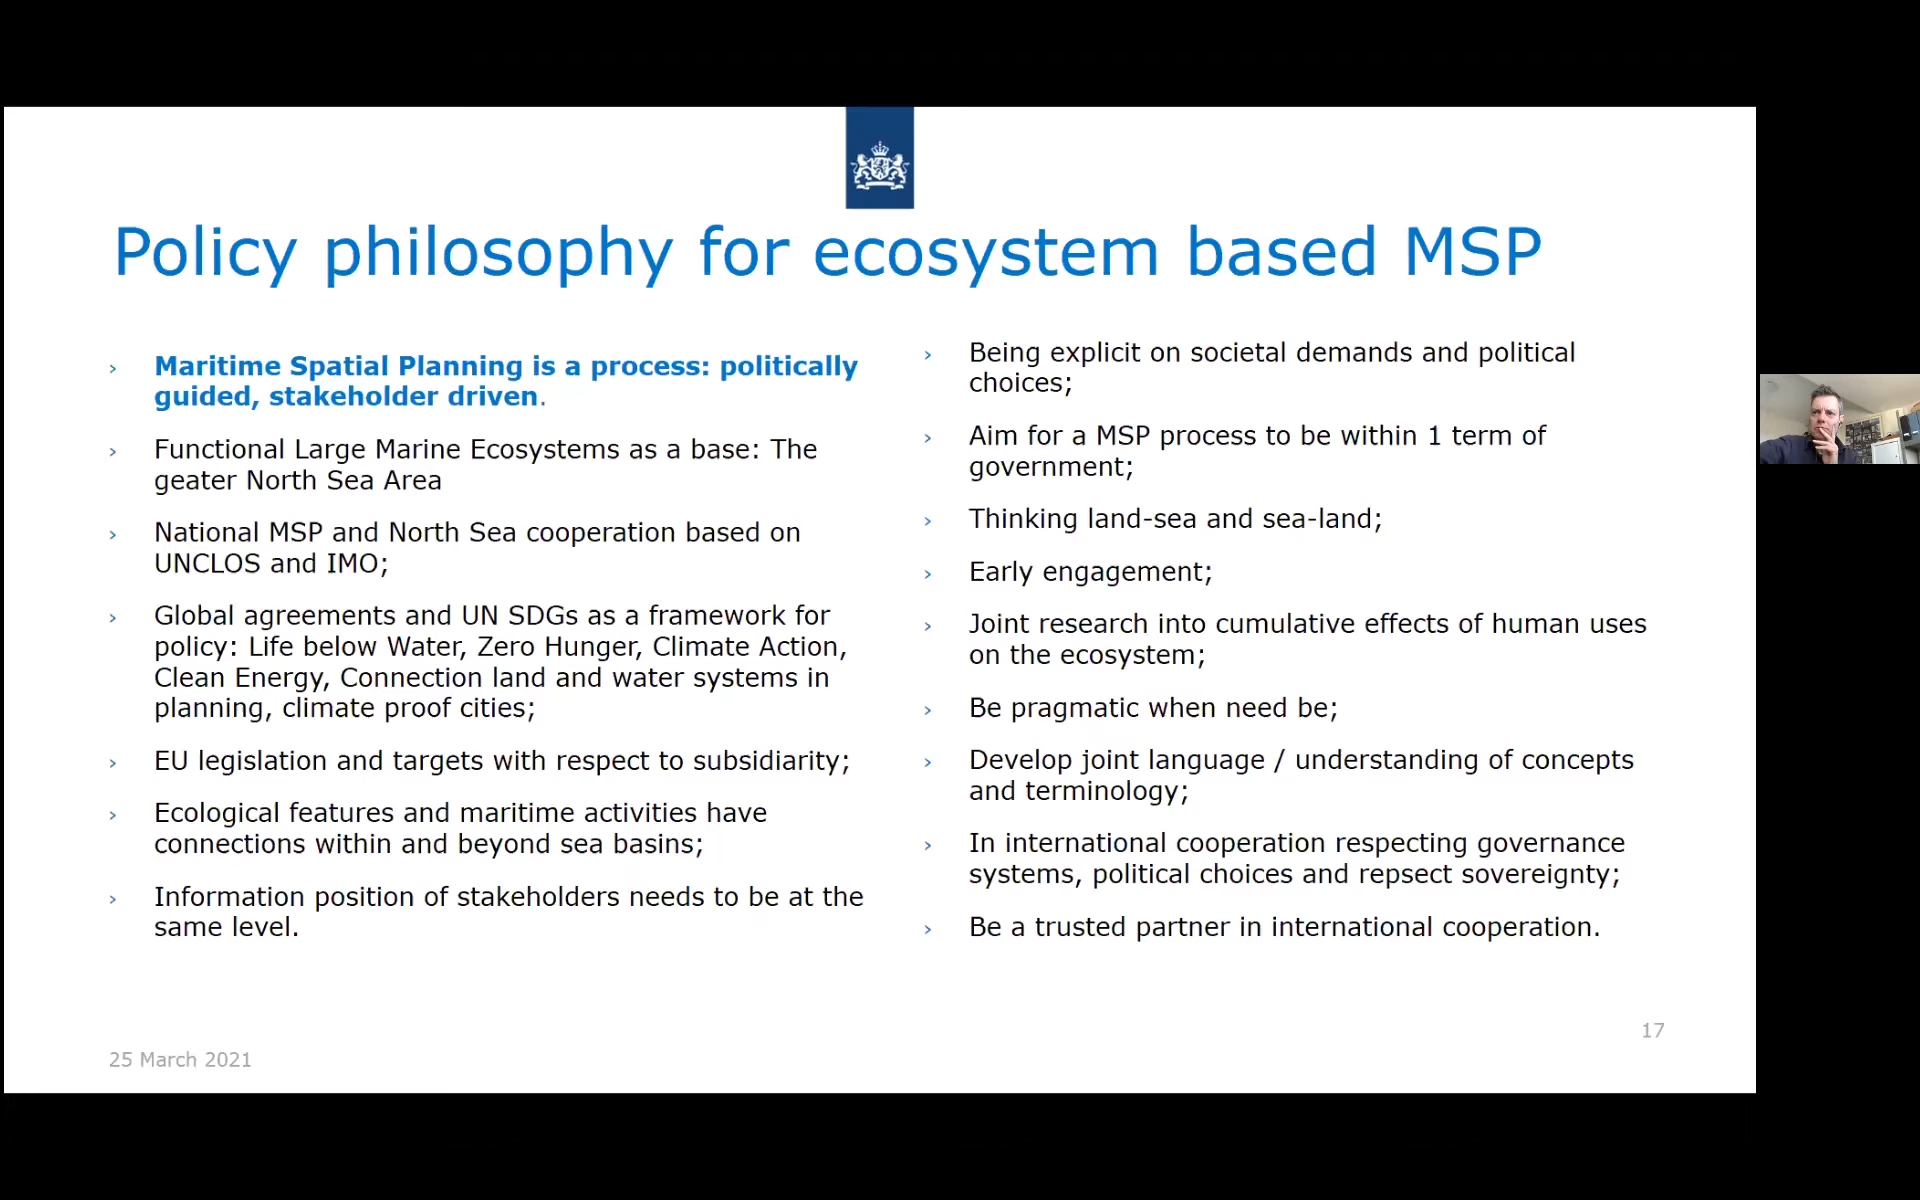 Policy philosophy for ecosystem based MSP
› Maritime Spatial Planning is a process: politically
guided, stakeholder driven.
› Functional Large Marine Ecosystems as a base: The
geater North Sea Area
› National MSP and North Sea cooperation based on
UNCLOS and IMO;
› Global agreements and UN SDGs as a framework for
policy: Life below Water, Zero Hunger, Climate Action,
Clean Energy, Connection land and water systems in
planning, climate proof cities;
› EU legislation and targets with respect to subsidiarity;
› Ecological features and maritime activities have
connections within and beyond sea basins;
› Information position of stakeholders needs to be at the
same level.
› Being explicit on societal demands and political
choices;
› Aim for a MSP process to be within 1 term of
government;
› Thinking land-sea and sea-land;
› Early engagement;
› Joint research into cumulative effects of human uses
on the ecosystem;
› Be pragmatic when need be;
› Develop joint language / understanding of concepts
and terminology;
› In international cooperation respecting governance
systems, political choices and repsect sovereignty;
› Be a trusted partner in international cooperation.
17
25 March 2021